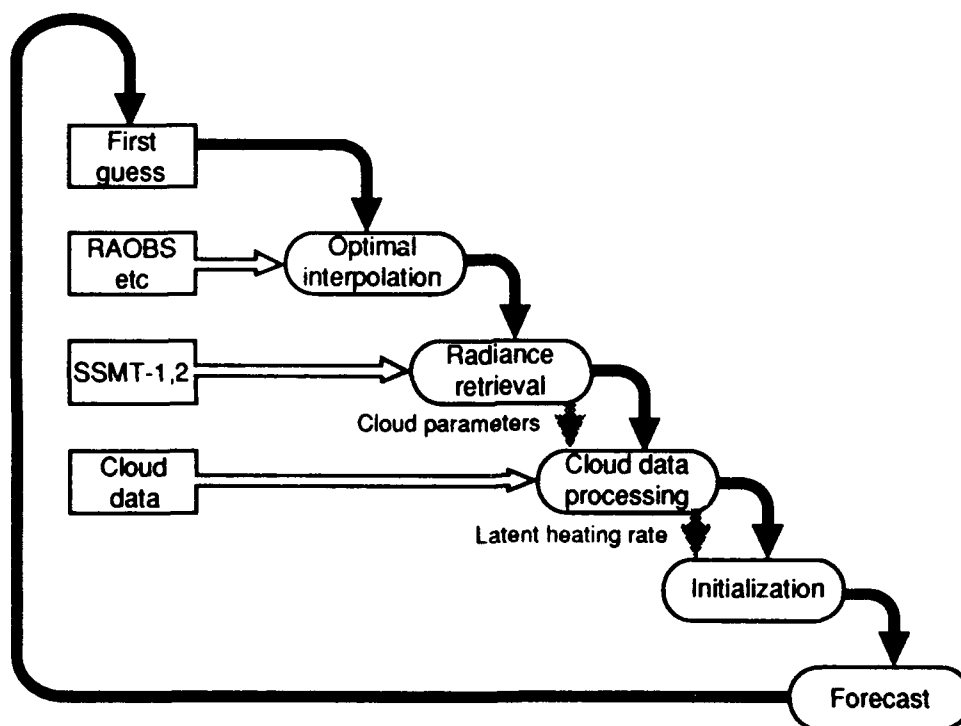 First
guess
RAOBS
etc
Optimal
interpolation
SSMT-1,2
Radiance
retrieval
Cloud parameters
Cloud
data
Cloud data
processing
Latent heating rate
Initialization
Forecast